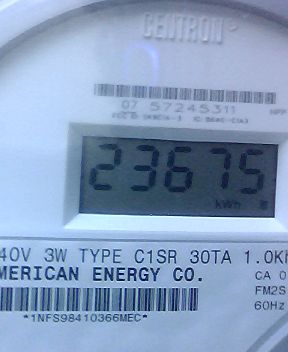 CENTRON®
07 57245311
23675
kWh
40V 3W TYPE C1SR 30TA 1.0Kh
MERICAN ENERGY CO.
CA 0
FM2S
60Hz
*1NFS98410366MEC*